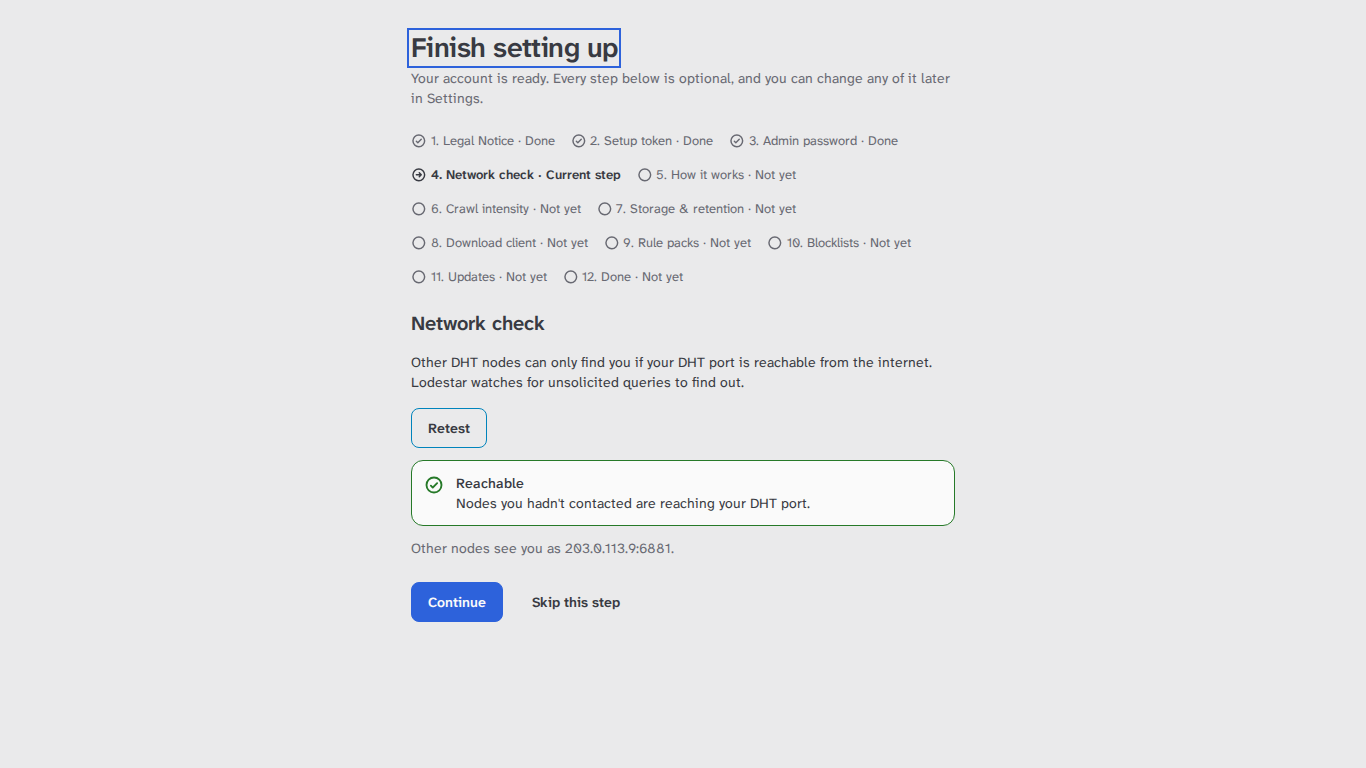 Finish setting up
Your account is ready. Every step below is optional, and you can change any of it later
in Settings.
1. Legal Notice · Done
2. Setup token · Done
3. Admin password · Done
4. Network check · Current step
5. How it works · Not yet
6. Crawl intensity · Not yet
7. Storage & retention · Not yet
8. Download client · Not yet
9. Rule packs · Not yet
10. Blocklists · Not yet
11. Updates · Not yet
12. Done · Not yet
Network check
Other DHT nodes can only find you if your DHT port is reachable from the internet.
Lodestar watches for unsolicited queries to find out.
Retest
Reachable
Nodes you hadn't contacted are reaching your DHT port.
Other nodes see you as 203.0.113.9:6881.
Continue
Skip this step